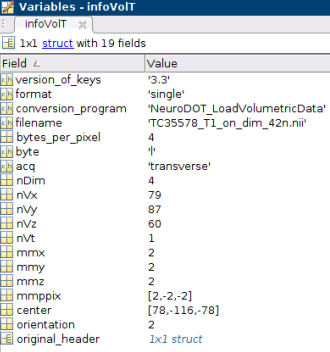 Variables - infoVolT
infoVolT
1x1 struct with 19 fields
Field Value
version_of_keys '3.3'
format 'single'
conversion_program 'NeuroDOT_LoadVolumetricData'
filename 'TC35578_T1_on_dim_42n.nii'
bytes_per_pixel 4
byte 'l'
acq 'transverse'
nDim 4
nVx 79
nVy 87
nVz 60
nVt 1
mmx 2
mmy 2
mmz 2
mmppix [2,-2,-2]
center [78,-116,-78]
orientation 2
original_header 1x1 struct